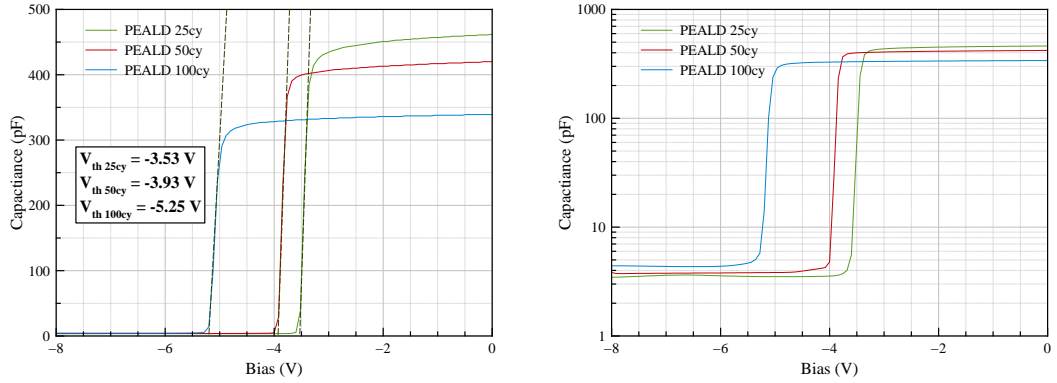 500
400
300
200
100
0
Capactiance (pF)
PEALD 25cy
PEALD 50cy
PEALD 100cy
V th 25cy = -3.53 V
V th 50cy = -3.93 V
V th 100cy = -5.25 V
−8 −6 −4 −2 0
Bias (V)
1000
100
10
1
Capactiance (pF)
PEALD 25cy
PEALD 50cy
PEALD 100cy
−8 −6 −4 −2 0
Bias (V)